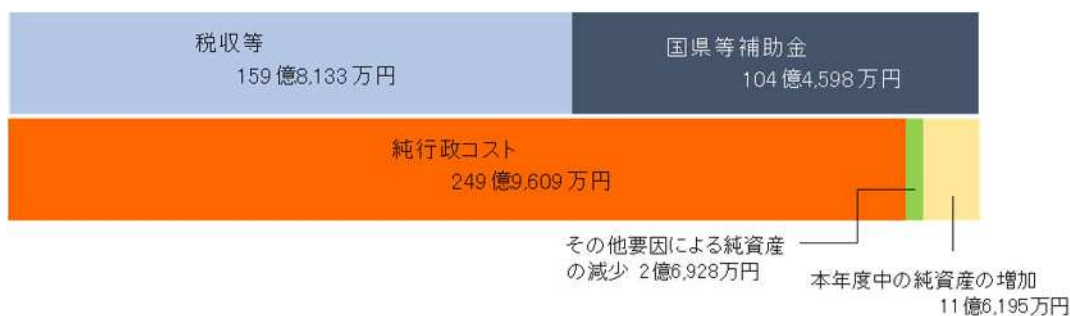 税収等
159億8,133万円
国県等補助金
104億4,598万円
純行政コスト
249億9,609万円
その他要因による純資産
の減少 2億6,928万円
本年度中の純資産の増加
11億6,195万円